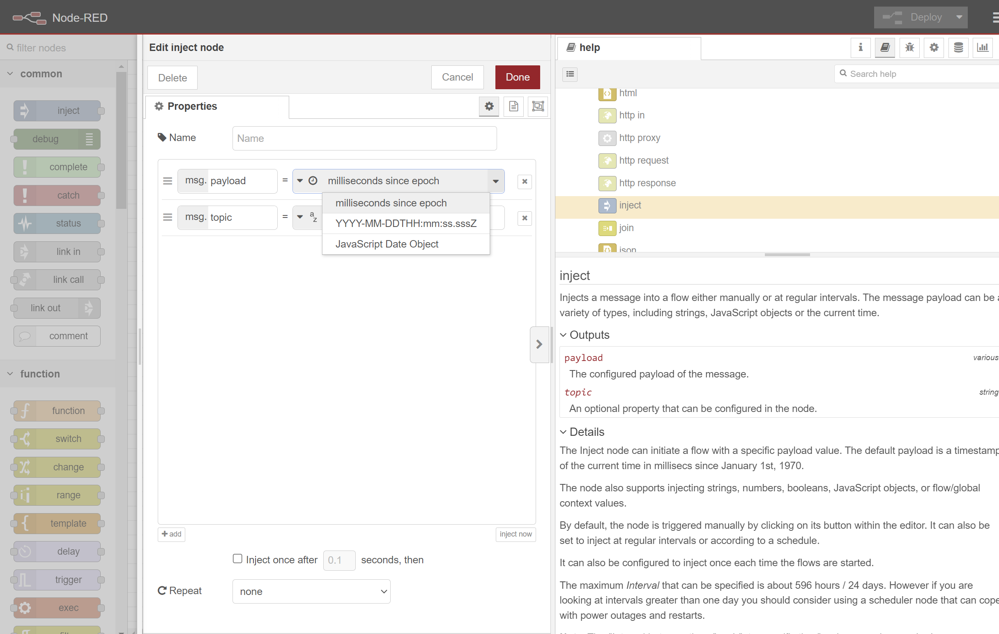 Node-RED
Deploy
filter nodes
common
inject
debug
complete
catch
status
link in
link call
link out
comment
function
function
switch
change
range
template
delay
trigger
exec
Edit inject node
Delete
Cancel
Done
Properties
Name
Name
msg. payload = milliseconds since epoch
msg. topic = a z
milliseconds since epoch
YYYY-MM-DDTHH:mm:ss.sssZ
JavaScript Date Object
add
inject now
Inject once after 0.1 seconds, then
Repeat none
help
Search help
html
http in
http proxy
http request
http response
inject
join
json
inject
Injects a message into a flow either manually or at regular intervals. The message payload can be a
variety of types, including strings, JavaScript objects or the current time.
Outputs
payload various
The configured payload of the message.
topic string
An optional property that can be configured in the node.
Details
The Inject node can initiate a flow with a specific payload value. The default payload is a timestamp
of the current time in millisecs since January 1st, 1970.
The node also supports injecting strings, numbers, booleans, JavaScript objects, or flow/global
context values.
By default, the node is triggered manually by clicking on its button within the editor. It can also be
set to inject at regular intervals or according to a schedule.
It can also be configured to inject once each time the flows are started.
The maximum Interval that can be specified is about 596 hours / 24 days. However if you are
looking at intervals greater than one day you should consider using a scheduler node that can cope
with power outages and restarts.